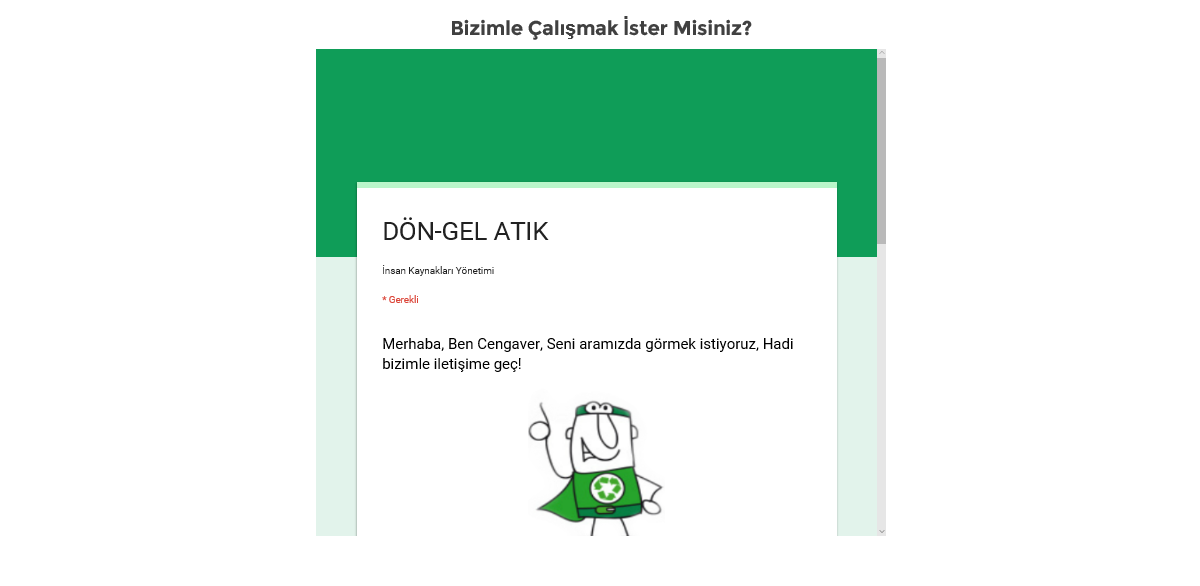 Bizimle Çalışmak İster Misiniz?
DÖN-GEL ATIK
İnsan Kaynakları Yönetimi
* Gerekli
Merhaba, Ben Cengaver, Seni aramızda görmek istiyoruz, Hadi
bizimle iletişime geç!